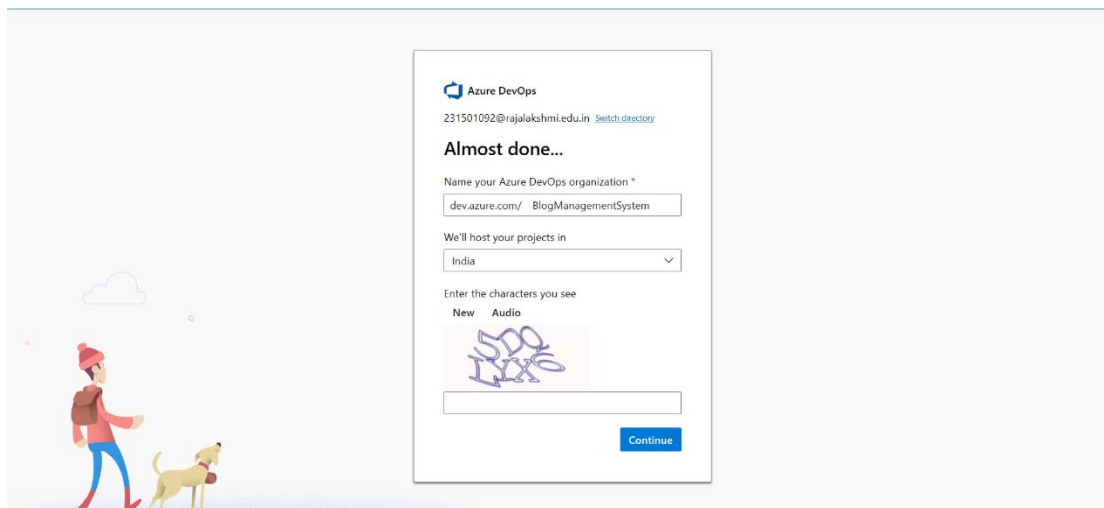 Azure DevOps
231501092@rajalakshmi.edu.in Switch directory
Almost done...
Name your Azure DevOps organization *
dev.azure.com/ BlogManagementSystem
We'll host your projects in
India
Enter the characters you see
New Audio
Continue